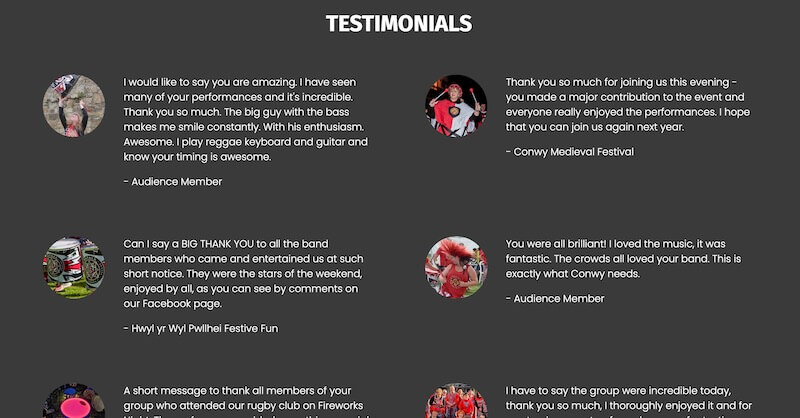 TESTIMONIALS
I would like to say you are amazing. I have seen
many of your performances and it's incredible.
Thank you so much. The big guy with the bass
makes me smile constantly. With his enthusiasm.
Awesome. I play reggae keyboard and guitar and
know your timing is awesome.
- Audience Member
Thank you so much for joining us this evening -
you made a major contribution to the event and
everyone really enjoyed the performances. I hope
that you can join us again next year.
- Conwy Medieval Festival
Can I say a BIG THANK YOU to all the band
members who came and entertained us at such
short notice. They were the stars of the weekend,
enjoyed by all, as you can see by comments on
our Facebook page.
- Hwyl yr Wyl Pwllhei Festive Fun
You were all brilliant! I loved the music, it was
fantastic. The crowds all loved your band. This is
exactly what Conwy needs.
- Audience Member
A short message to thank all members of your
group who attended our rugby club on Fireworks
I have to say the group were incredible today,
thank you so much, I thoroughly enjoyed it and for